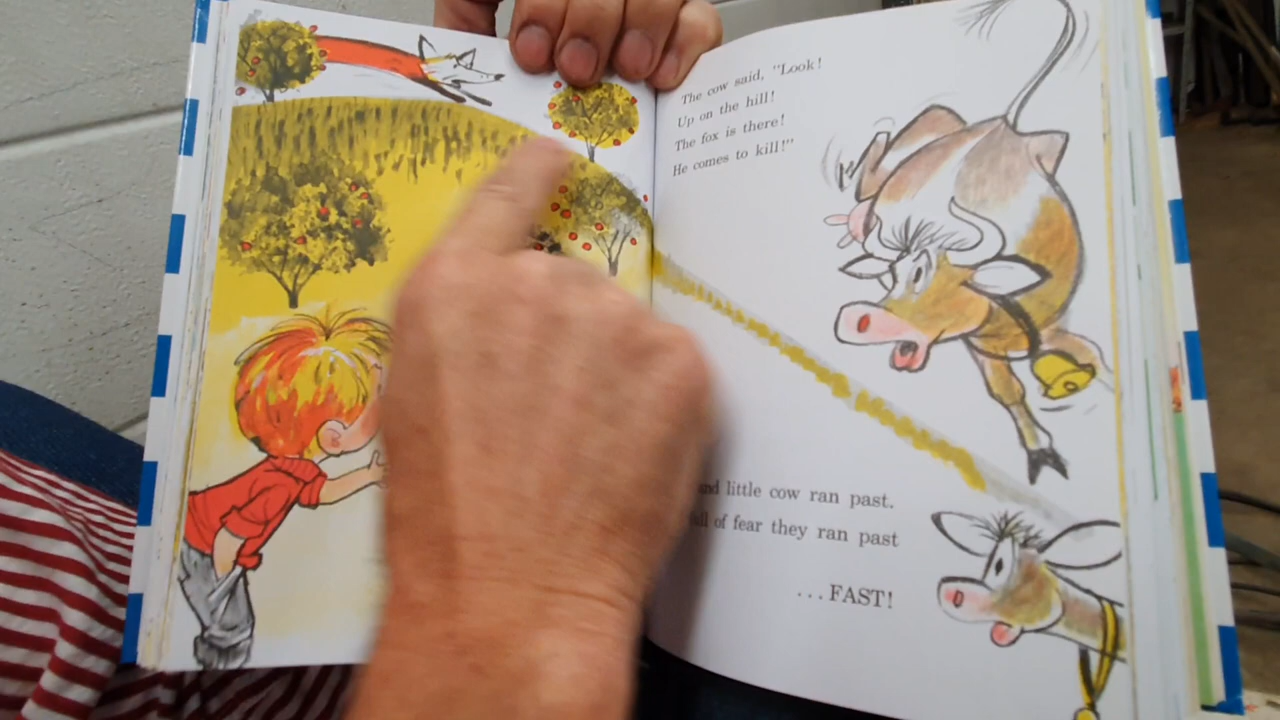 The cow said, "Look!
Up on the hill!
The fox is there!
He comes to kill!"
little cow ran past.
of fear they ran past
...FAST!